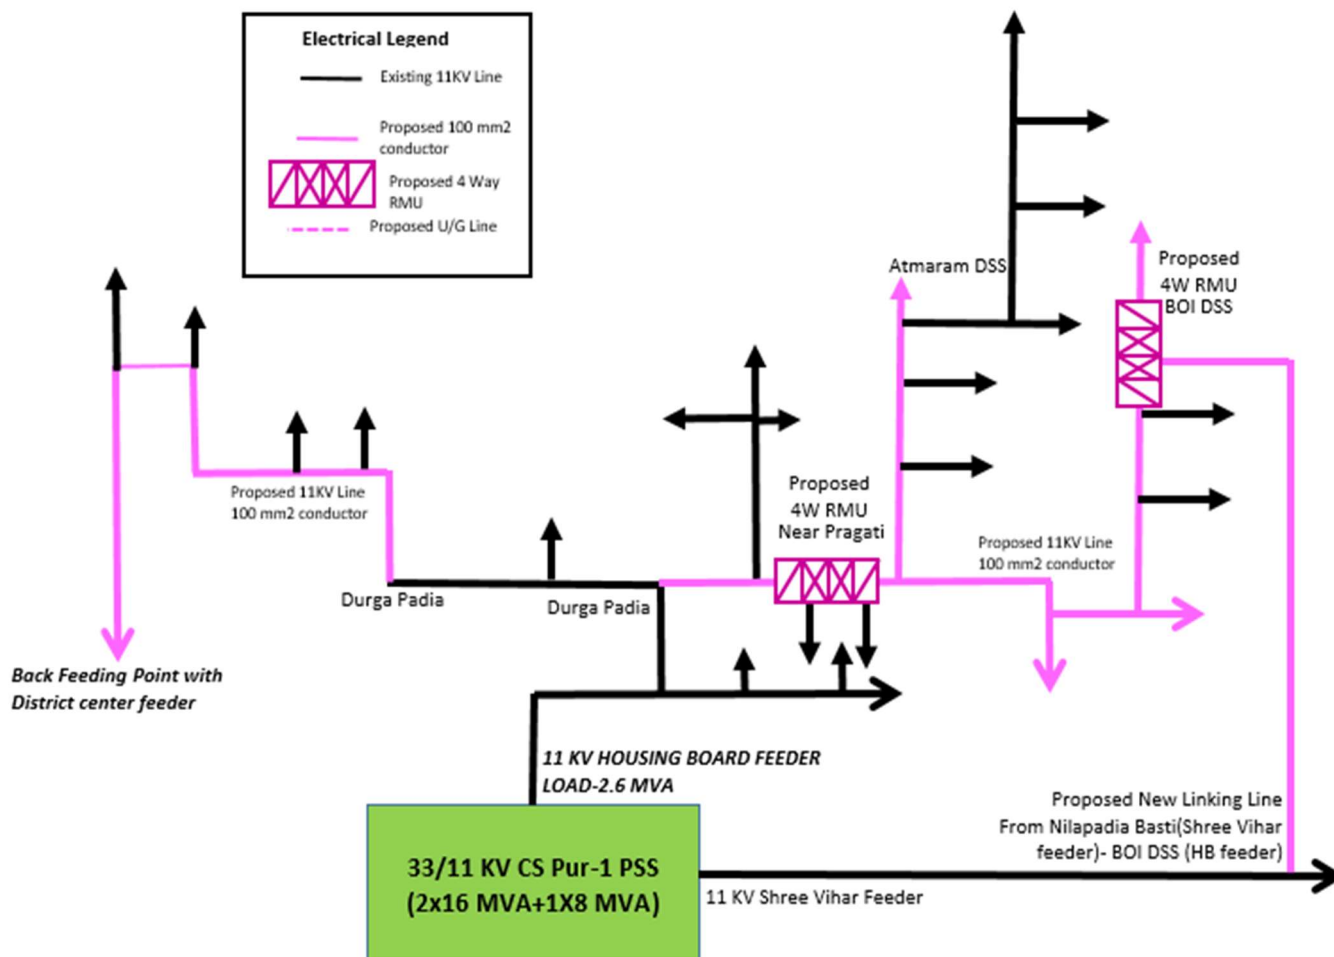 Electrical Legend
Existing 11KV Line
Proposed 100 mm2
conductor
Proposed 4 Way
RMU
Proposed U/G Line
Atmaram DSS
Proposed
4W RMU
BOI DSS
Proposed 11KV Line
100 mm2 conductor
Proposed
4W RMU
Near Pragati
Proposed 11KV Line
100 mm2 conductor
Durga Padia
Durga Padia
Back Feeding Point with
District center feeder
11 KV HOUSING BOARD FEEDER
LOAD-2.6 MVA
Proposed New Linking Line
From Nilapadia Basti(Shree Vihar
feeder)- BOI DSS (HB feeder)
33/11 KV CS Pur-1 PSS
(2x16 MVA+1X8 MVA)
11 KV Shree Vihar Feeder